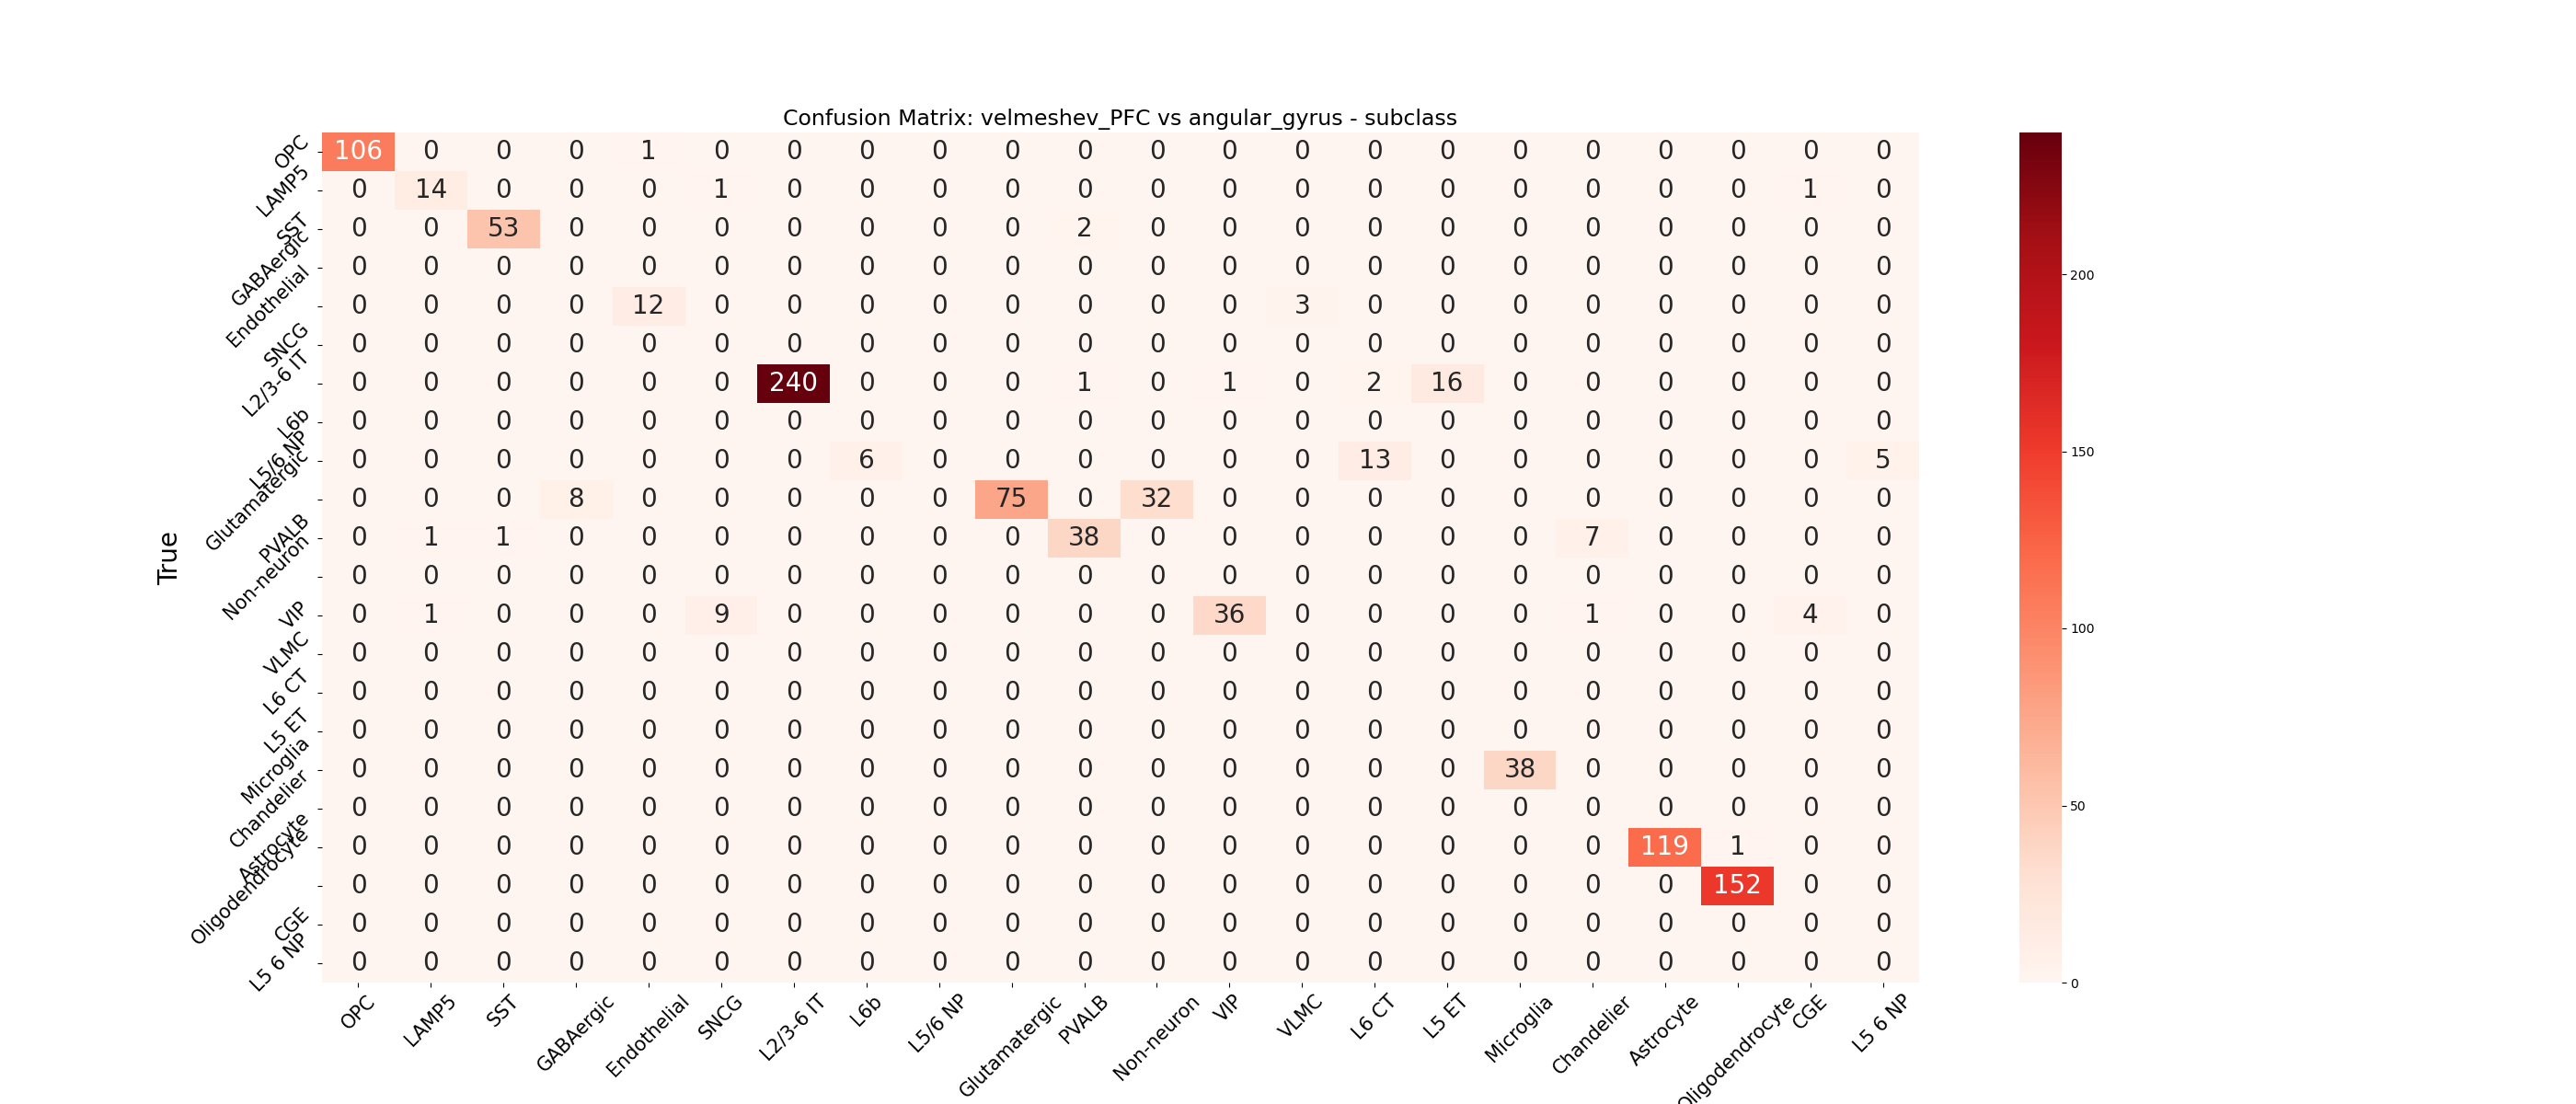 Confusion Matrix: velmeshev_PFC vs angular_gyrus - subclass
OPC 106 0 0 0 1 0 0 0 0 0 0 0 0 0 0 0 0 0 0 0 0 0
LAMP5 0 14 0 0 0 1 0 0 0 0 0 0 0 0 0 0 0 0 0 0 1 0
SST 0 0 53 0 0 0 0 0 0 0 2 0 0 0 0 0 0 0 0 0 0 0
GABAergic 0 0 0 0 0 0 0 0 0 0 0 0 0 0 0 0 0 0 0 0 0 0
Endothelial 0 0 0 0 12 0 0 0 0 0 0 0 0 3 0 0 0 0 0 0 0 0
SNCG 0 0 0 0 0 0 0 0 0 0 0 0 0 0 0 0 0 0 0 0 0 0
L2/3-6 IT 0 0 0 0 0 0 240 0 0 0 1 0 1 0 2 16 0 0 0 0 0 0
L6b 0 0 0 0 0 0 0 0 0 0 0 0 0 0 0 0 0 0 0 0 0 0
L5/6 NP 0 0 0 0 0 0 0 6 0 0 0 0 0 0 13 0 0 0 0 0 0 5
Glutamatergic 0 0 0 8 0 0 0 0 0 75 0 32 0 0 0 0 0 0 0 0 0 0
PVALB 0 1 1 0 0 0 0 0 0 0 38 0 0 0 0 0 0 7 0 0 0 0
Non-neuron 0 0 0 0 0 0 0 0 0 0 0 0 0 0 0 0 0 0 0 0 0 0
VIP 0 1 0 0 0 9 0 0 0 0 0 0 36 0 0 0 0 1 0 0 4 0
VLMC 0 0 0 0 0 0 0 0 0 0 0 0 0 0 0 0 0 0 0 0 0 0
L6 CT 0 0 0 0 0 0 0 0 0 0 0 0 0 0 0 0 0 0 0 0 0 0
L5 ET 0 0 0 0 0 0 0 0 0 0 0 0 0 0 0 0 0 0 0 0 0 0
Microglia 0 0 0 0 0 0 0 0 0 0 0 0 0 0 0 0 38 0 0 0 0 0
Chandelier 0 0 0 0 0 0 0 0 0 0 0 0 0 0 0 0 0 0 0 0 0 0
Astrocyte 0 0 0 0 0 0 0 0 0 0 0 0 0 0 0 0 0 0 119 1 0 0
Oligodendrocyte 0 0 0 0 0 0 0 0 0 0 0 0 0 0 0 0 0 0 0 152 0 0
CGE 0 0 0 0 0 0 0 0 0 0 0 0 0 0 0 0 0 0 0 0 0 0
L5 6 NP 0 0 0 0 0 0 0 0 0 0 0 0 0 0 0 0 0 0 0 0 0 0
True
OPC LAMP5 SST GABAergic Endothelial SNCG L2/3-6 IT L6b L5/6 NP Glutamatergic PVALB Non-neuron VIP VLMC L6 CT L5 ET Microglia Chandelier Astrocyte Oligodendrocyte CGE L5 6 NP
200
150
100
50
0